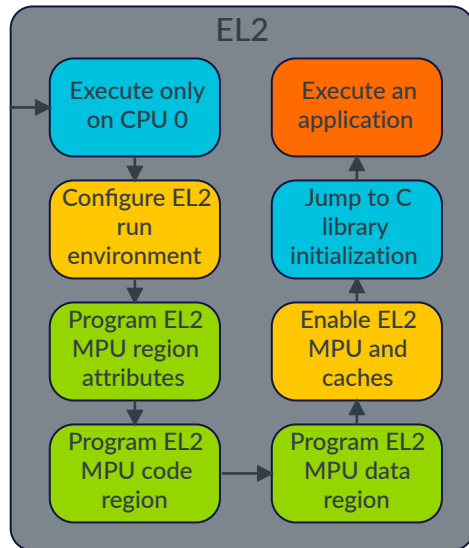 EL2
Execute only
on CPU 0
Configure EL2
run
environment
Program EL2
MPU region
attributes
Program EL2
MPU code
region
Program EL2
MPU data
region
Enable EL2
MPU and
caches
Jump to C
library
initialization
Execute an
application